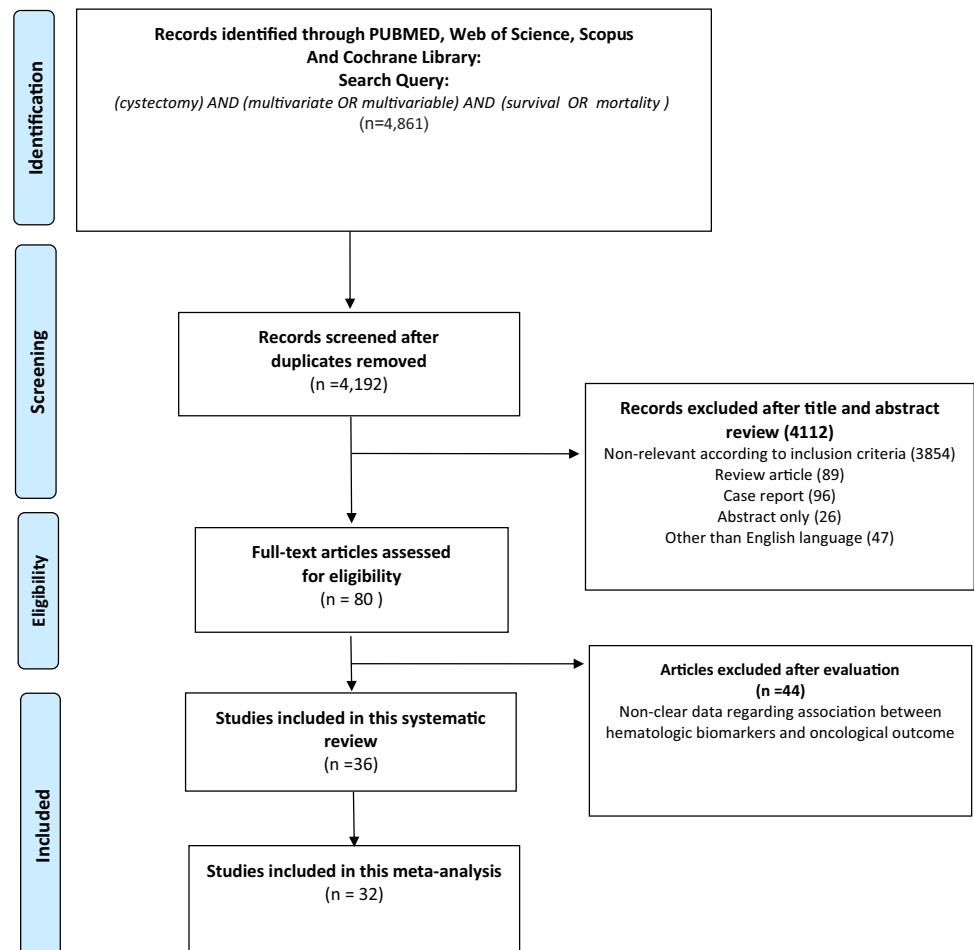 Identification
Records identified through PUBMED, Web of Science, Scopus
And Cochrane Library:
Search Query:
(cystectomy) AND (multivariate OR multivariable) AND (survival OR mortality )
(n=4,861)
Screening
Records screened after
duplicates removed
(n =4,192)
Records excluded after title and abstract
review (4112)
Non-relevant according to inclusion criteria (3854)
Review article (89)
Case report (96)
Abstract only (26)
Other than English language (47)
Eligibility
Full-text articles assessed
for eligibility
(n = 80 )
Articles excluded after evaluation
(n =44)
Non-clear data regarding association between
hematologic biomarkers and oncological outcome
Included
Studies included in this systematic
review
(n =36)
Studies included in this meta-analysis
(n = 32)